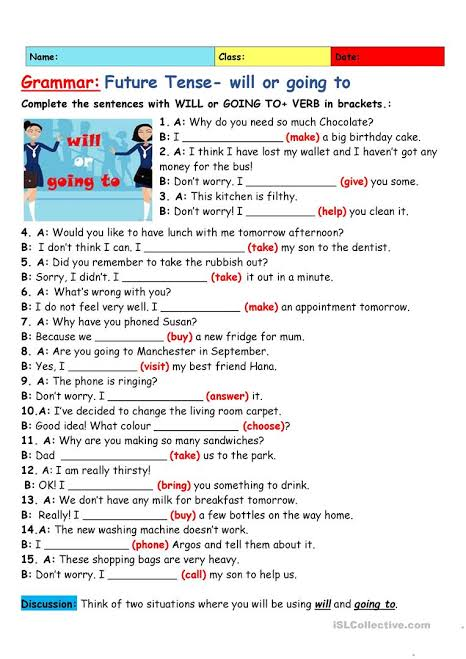 Name: Class: Date:
Grammar: Future Tense- will or going to
Complete the sentences with WILL or GOING TO+ VERB in brackets.:
will
or
going to
1. A: Why do you need so much Chocolate?
B: I ________________ (make) a big birthday cake.
2. A: I think I have lost my wallet and I haven't got any
money for the bus!
B: Don't worry, I ________________ (give) you some.
3. A: This kitchen is filthy.
B: Don't worry! I ______________ (help) you clean it.
4. A: Would you like to have lunch with me tomorrow afternoon?
B: I don't think I can. I ________________ (take) my son to the dentist.
5. A: Did you remember to take the rubbish out?
B: Sorry, I didn't. I ______________ (take) it out in a minute.
6. A: What's wrong with you?
B: I do not feel very well. I _____________ (make) an appointment tomorrow.
7. A: Why have you phoned Susan?
B: Because we ___________ (buy) a new fridge for mum.
8. A: Are you going to Manchester in September.
B: Yes, I ___________ (visit) my best friend Hana.
9. A: The phone is ringing?
B: Don't worry. I _______________ (answer) it.
10.A: I've decided to change the living room carpet.
B: Good idea! What colour ______________ (choose)?
11. A: Why are you making so many sandwiches?
B: Dad _________________ (take) us to the park.
12. A: I am really thirsty!
B: OK! I ______________ (bring) you something to drink.
13. A: We don't have any milk for breakfast tomorrow.
B: Really! I ______________ (buy) a few bottles on the way home.
14.A: The new washing machine doesn't work.
B: I ______________ (phone) Argos and tell them about it.
15. A: These shopping bags are very heavy.
B: Don't worry. I ___________ (call) my son to help us.
Discussion: Think of two situations where you will be using will and going to.
iSLCollective.com